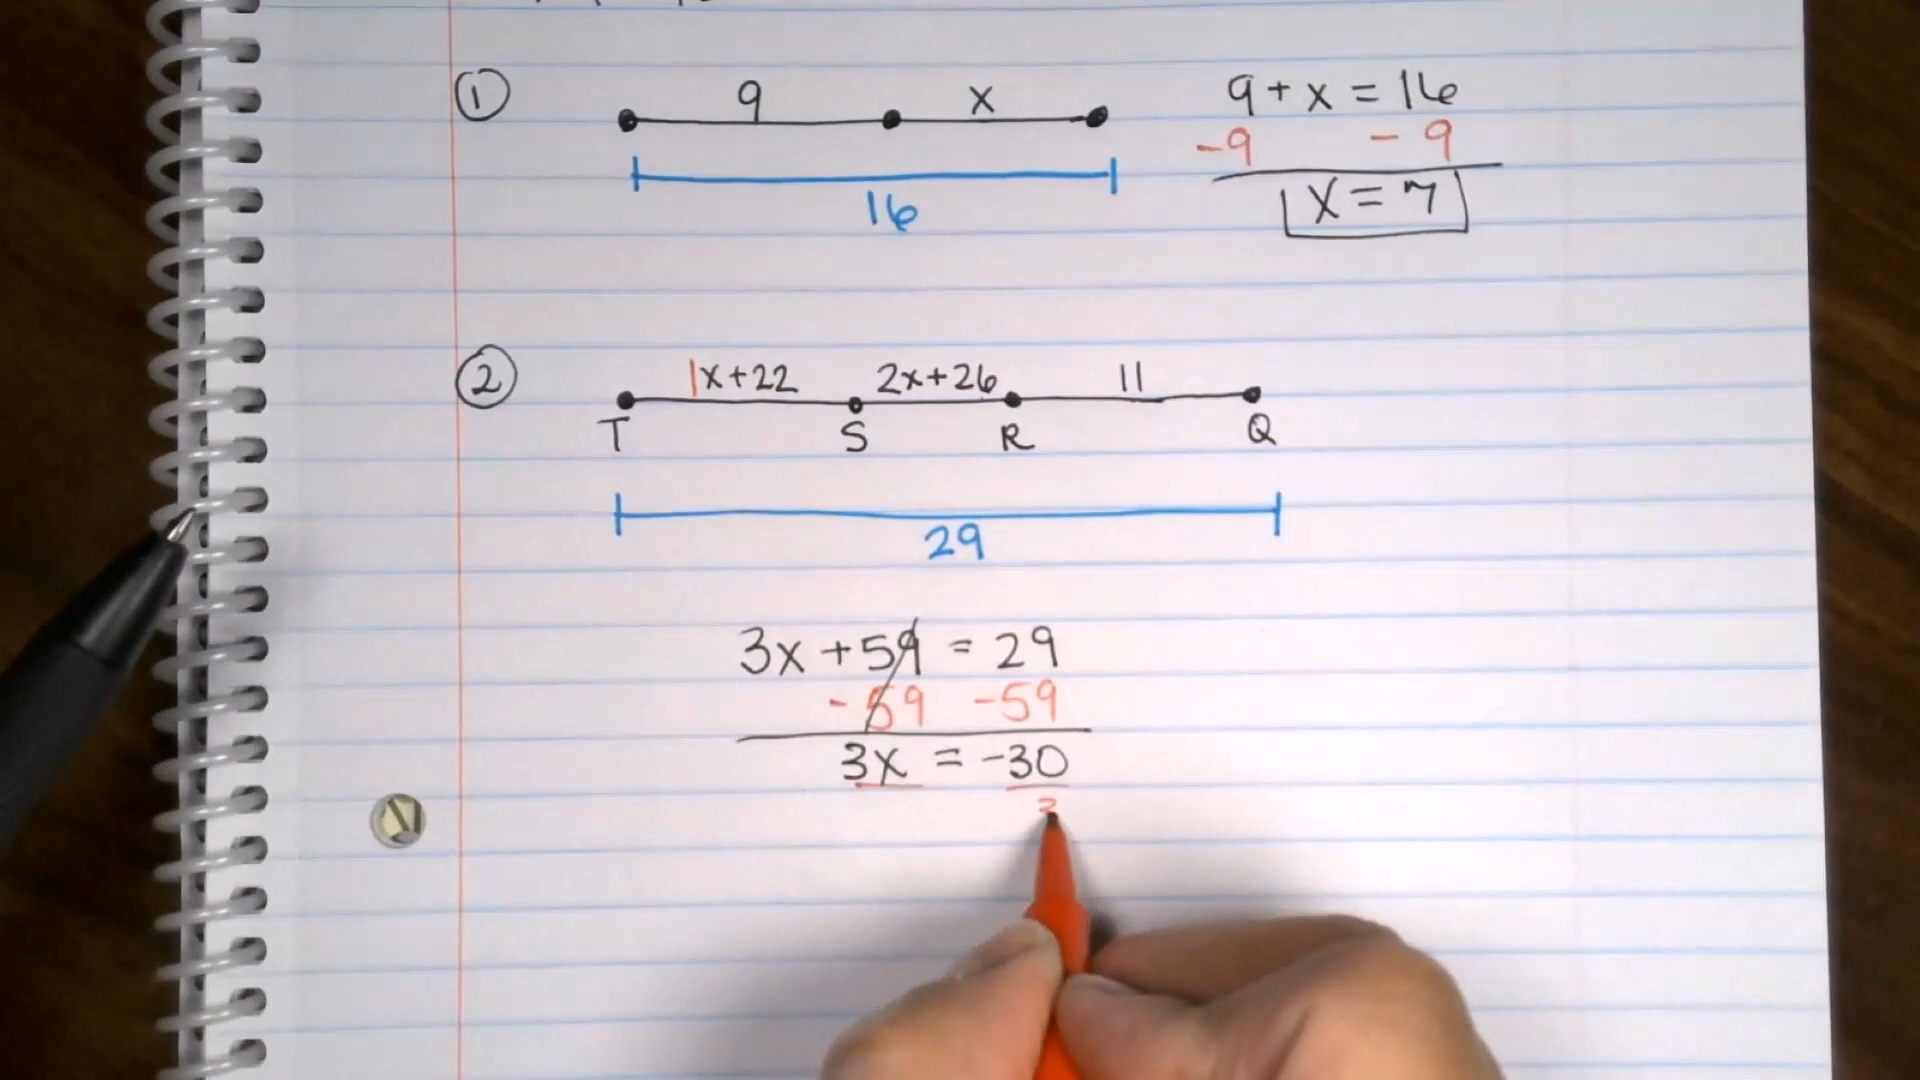 ① 9 x 9 + x = 16
-9 - 9
16 x = 7
② 1x+22 2x+26 11
T S R Q
29
3x + 59 = 29
- 59 -59
3x = -30
3